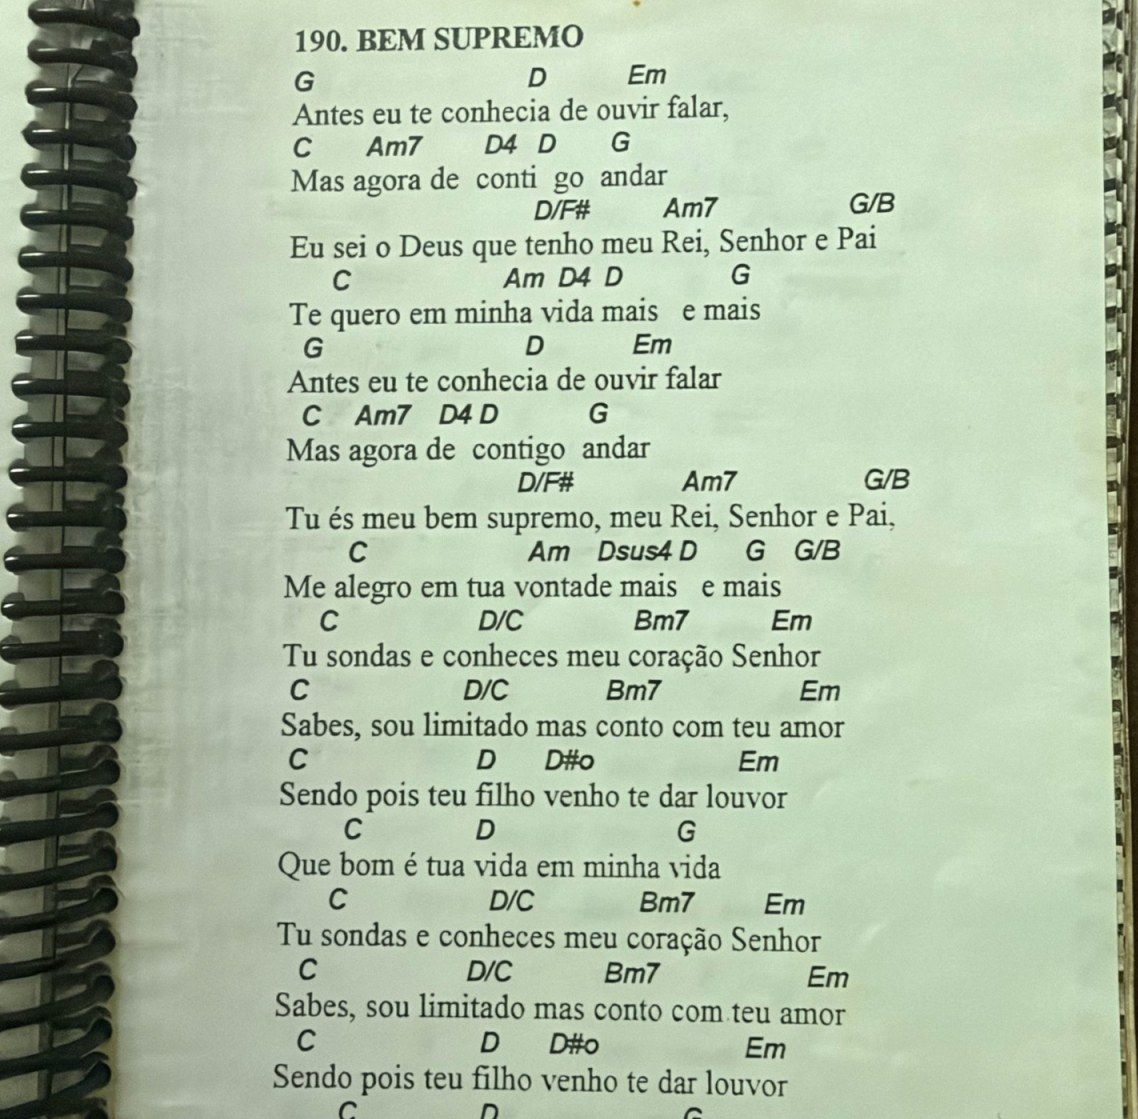 190. BEM SUPREMO
G D Em
Antes eu te conhecia de ouvir falar,
C Am7 D4 D G
Mas agora de conti go andar
D/F# Am7 G/B
Eu sei o Deus que tenho meu Rei, Senhor e Pai
C Am D4 D G
Te quero em minha vida mais e mais
G D Em
Antes eu te conhecia de ouvir falar
C Am7 D4 D G
Mas agora de contigo andar
D/F# Am7 G/B
Tu és meu bem supremo, meu Rei, Senhor e Pai,
C Am Dsus4 D G G/B
Me alegro em tua vontade mais e mais
C D/C Bm7 Em
Tu sondas e conheces meu coração Senhor
C D/C Bm7 Em
Sabes, sou limitado mas conto com teu amor
C D D#o Em
Sendo pois teu filho venho te dar louvor
C D G
Que bom é tua vida em minha vida
C D/C Bm7 Em
Tu sondas e conheces meu coração Senhor
C D/C Bm7 Em
Sabes, sou limitado mas conto com teu amor
C D D#o Em
Sendo pois teu filho venho te dar louvor
C D G